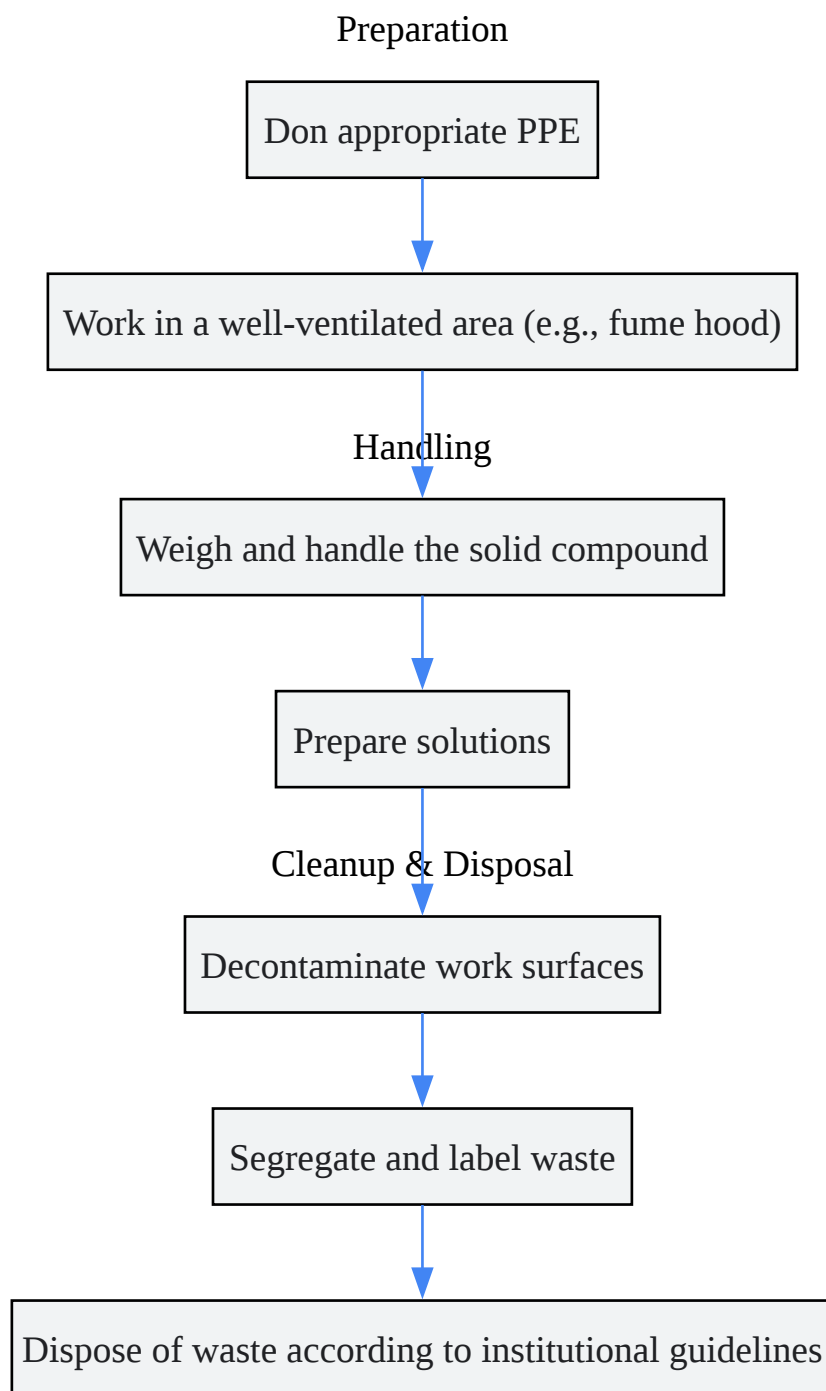 Preparation
Don appropriate PPE
Work in a well-ventilated area (e.g., fume hood)
Handling
Weigh and handle the solid compound
Prepare solutions
Cleanup & Disposal
Decontaminate work surfaces
Segregate and label waste
Dispose of waste according to institutional guidelines